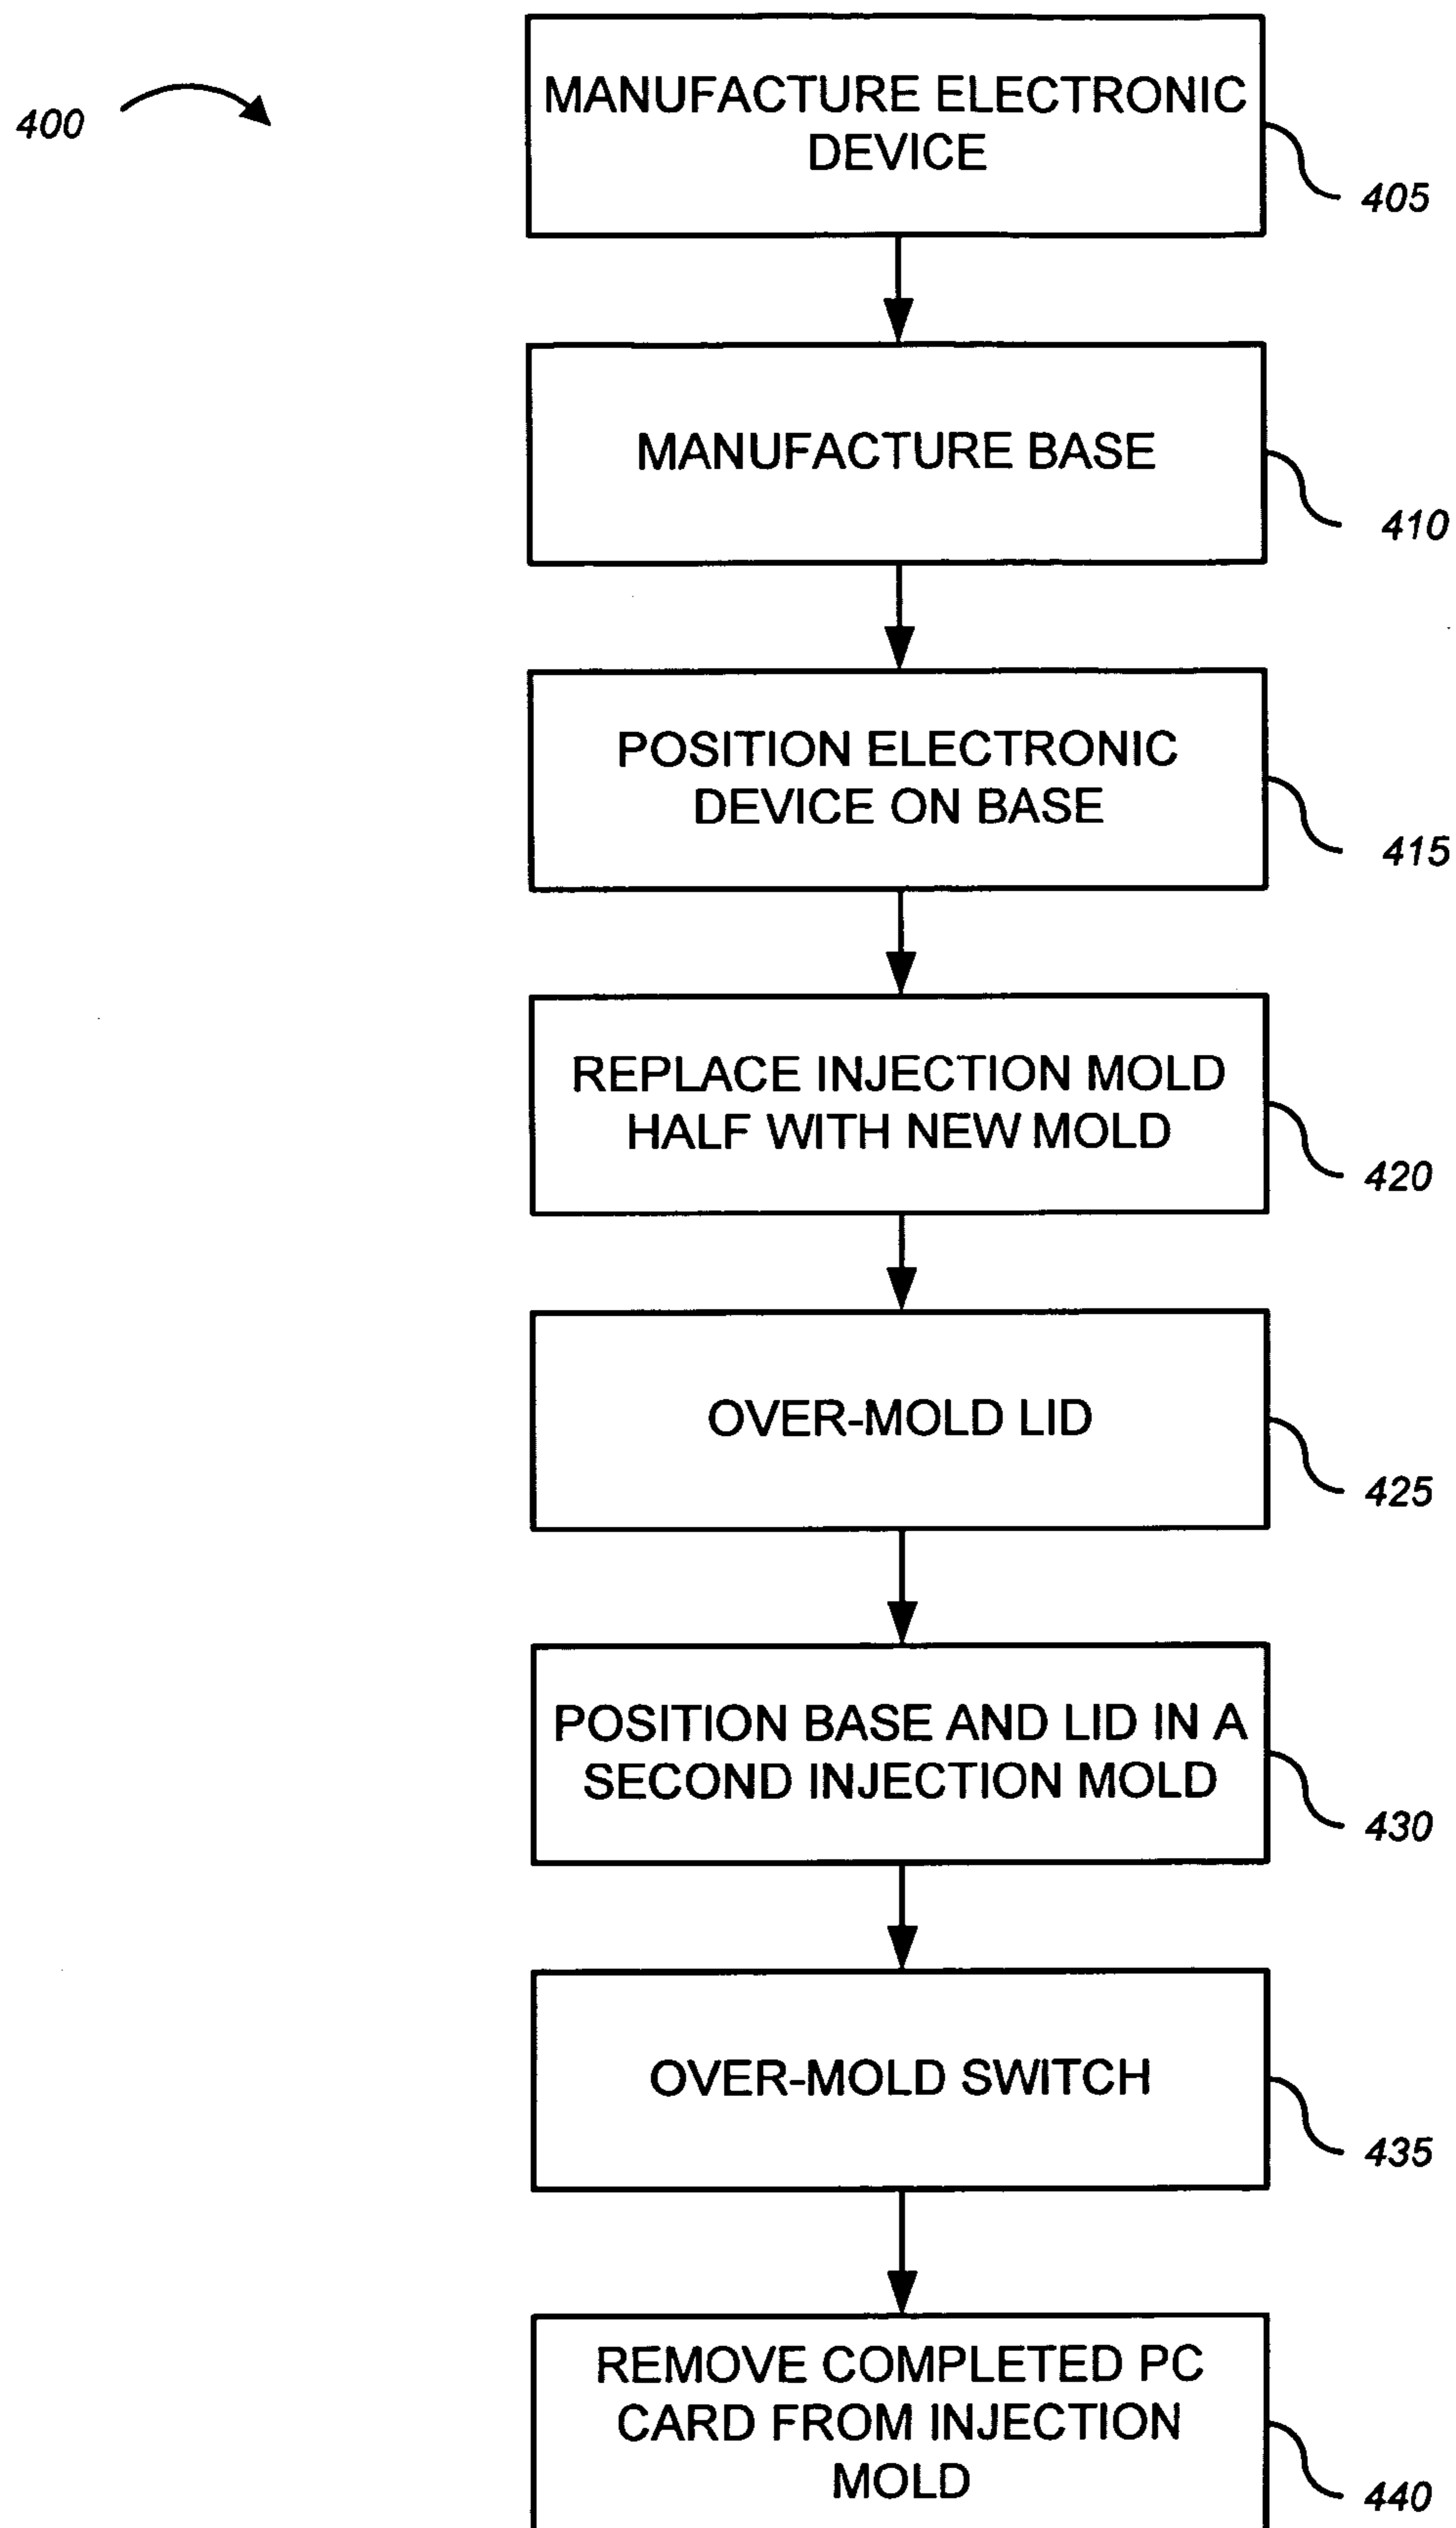 400
MANUFACTURE ELECTRONIC
DEVICE
405
MANUFACTURE BASE
410
POSITION ELECTRONIC
DEVICE ON BASE
415
REPLACE INJECTION MOLD
HALF WITH NEW MOLD
420
OVER-MOLD LID
425
POSITION BASE AND LID IN A
SECOND INJECTION MOLD
430
OVER-MOLD SWITCH
435
REMOVE COMPLETED PC
CARD FROM INJECTION
MOLD
440